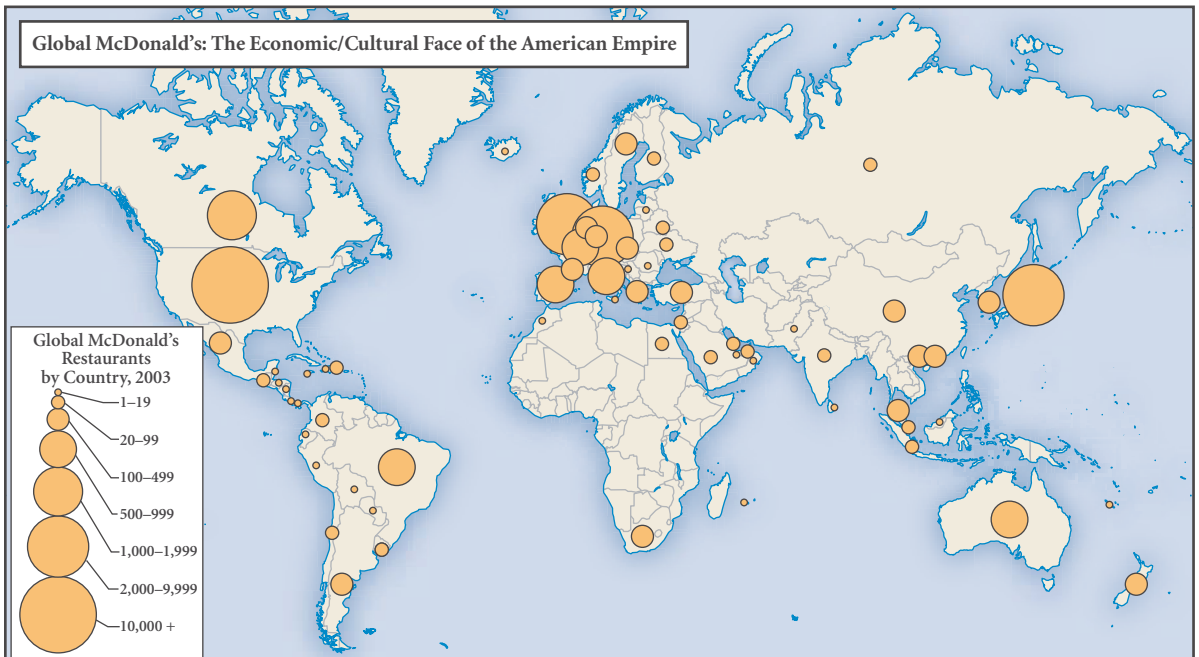 Global McDonald's: The Economic/Cultural Face of the American Empire
Global McDonald's
Restaurants
by Country, 2003
1–19
20–99
100–499
500–999
1,000–1,999
2,000–9,999
10,000 +